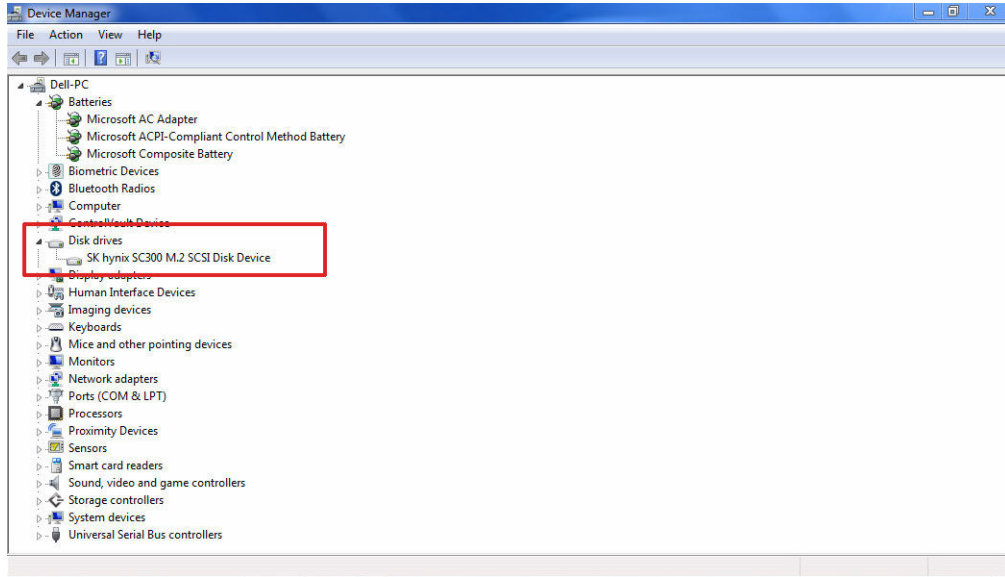 Device Manager
File Action View Help
Dell-PC
Batteries
Microsoft AC Adapter
Microsoft ACPI-Compliant Control Method Battery
Microsoft Composite Battery
Biometric Devices
Bluetooth Radios
Computer
ControlVault Device
Disk drives
SK hynix SC300 M.2 SCSI Disk Device
Display adapters
Human Interface Devices
Imaging devices
Keyboards
Mice and other pointing devices
Monitors
Network adapters
Ports (COM & LPT)
Processors
Proximity Devices
Sensors
Smart card readers
Sound, video and game controllers
Storage controllers
System devices
Universal Serial Bus controllers